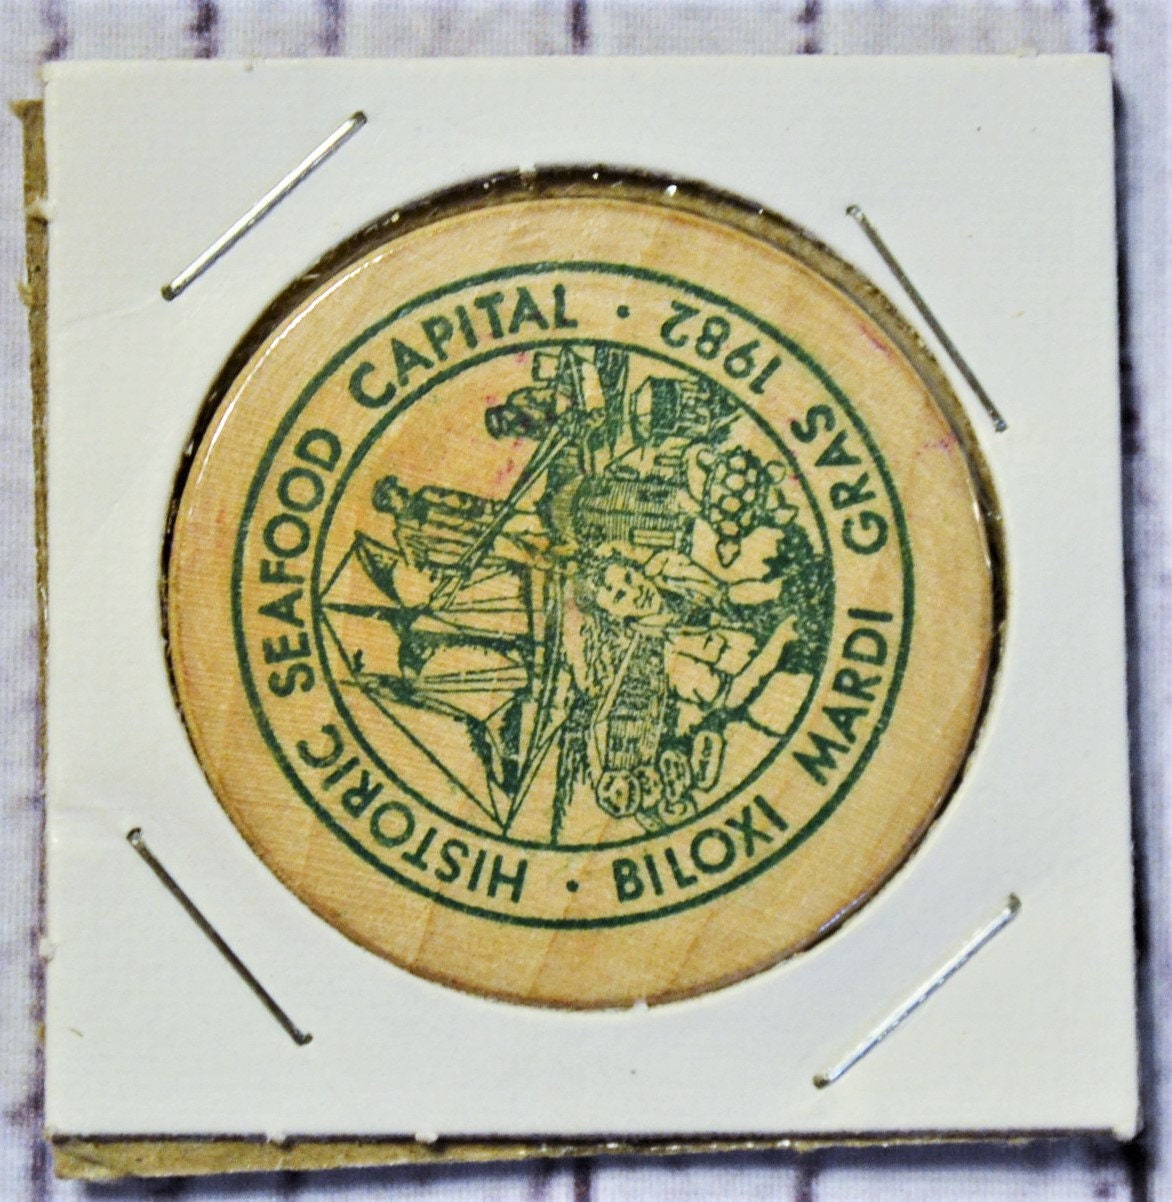 HISTORIC SEAFOOD CAPITAL ·
BILOXI MARDI GRAS 1982 ·